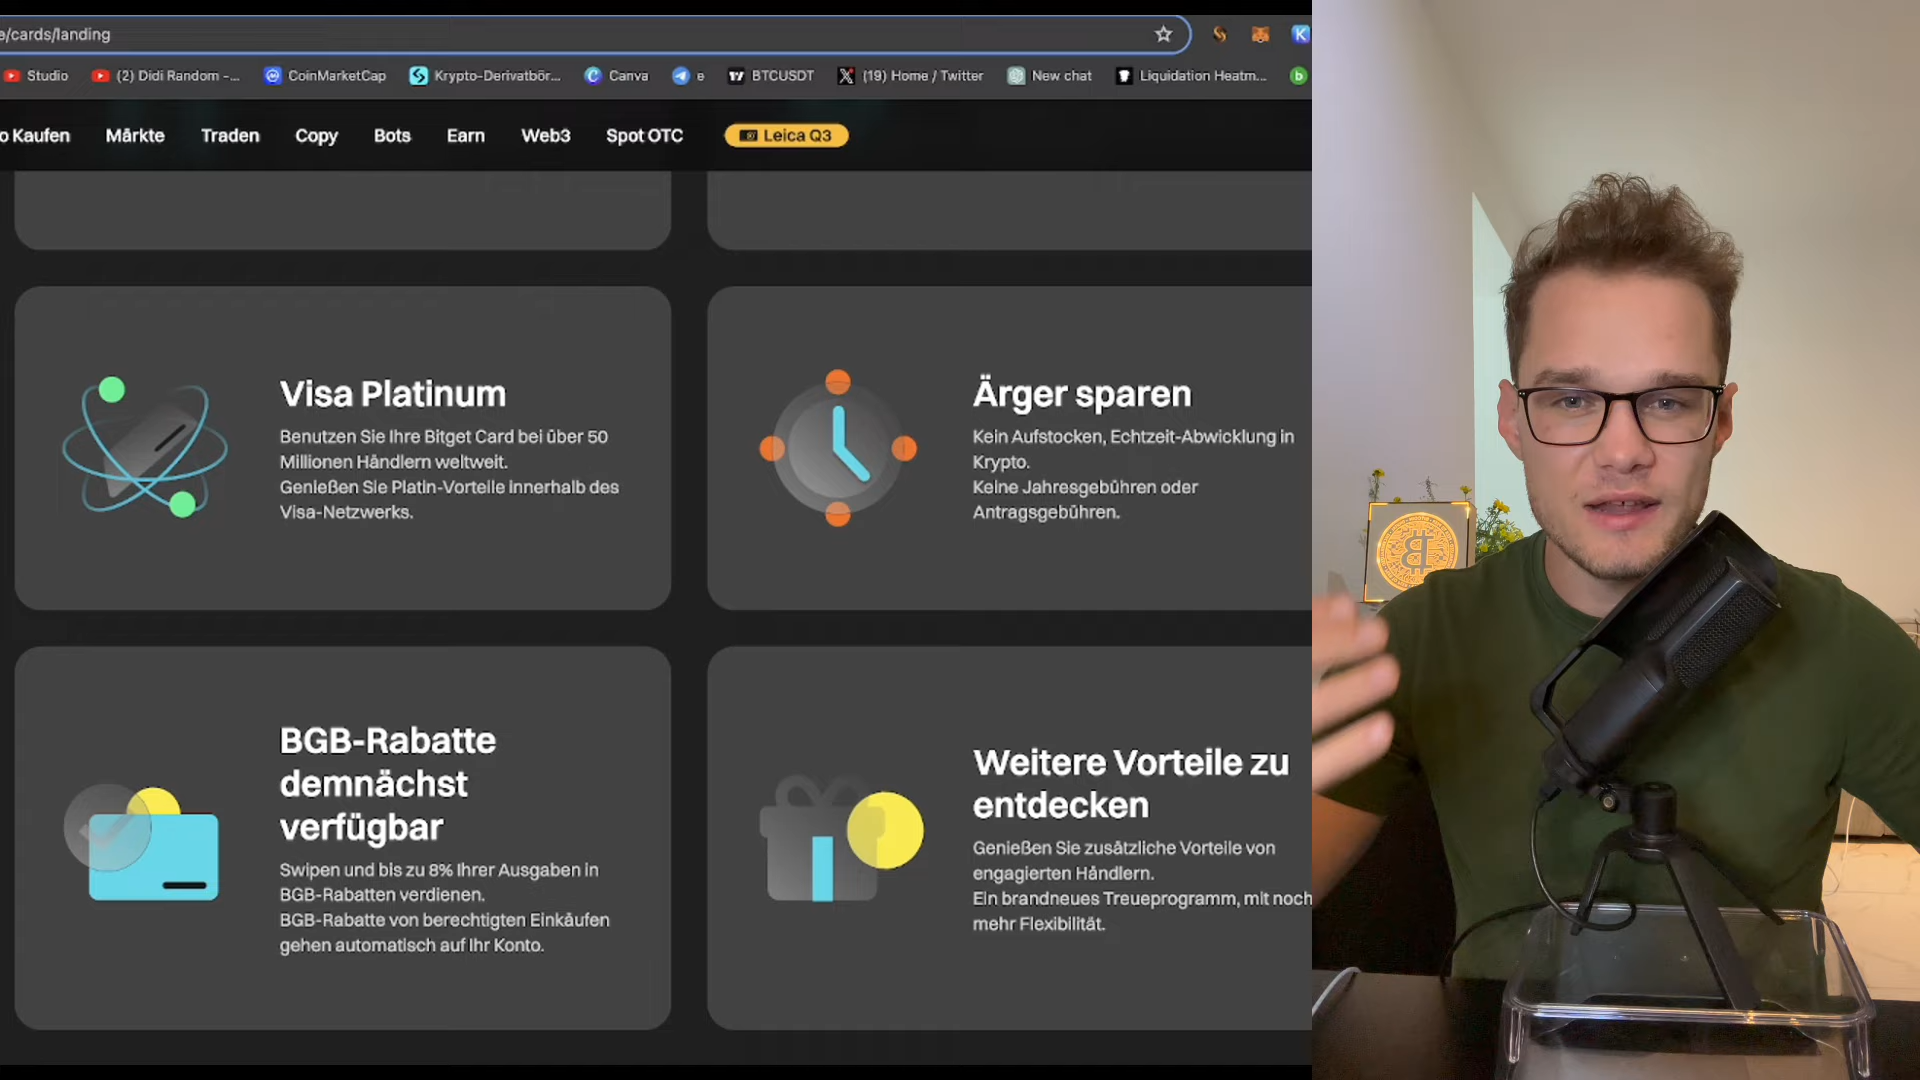 e/cards/landing
Studio
(2) Didi Random -...
CoinMarketCap
Krypto-Derivatbör...
Canva
e
BTCUSDT
(19) Home / Twitter
New chat
Liquidation Heatm...
o Kaufen
Märkte
Traden
Copy
Bots
Earn
Web3
Spot OTC
Leica Q3
Visa Platinum
Benutzen Sie Ihre Bitget Card bei über 50
Millionen Händlern weltweit.
Genießen Sie Platin-Vorteile innerhalb des
Visa-Netzwerks.
Ärger sparen
Kein Aufstocken, Echtzeit-Abwicklung in
Krypto.
Keine Jahresgebühren oder
Antragsgebühren.
BGB-Rabatte
demnächst
verfügbar
Swipen und bis zu 8% Ihrer Ausgaben in
BGB-Rabatten verdienen.
BGB-Rabatte von berechtigten Einkäufen
gehen automatisch auf Ihr Konto.
Weitere Vorteile zu
entdecken
Genießen Sie zusätzliche Vorteile von
engagierten Händlern.
Ein brandneues Treueprogramm, mit noch
mehr Flexibilität.